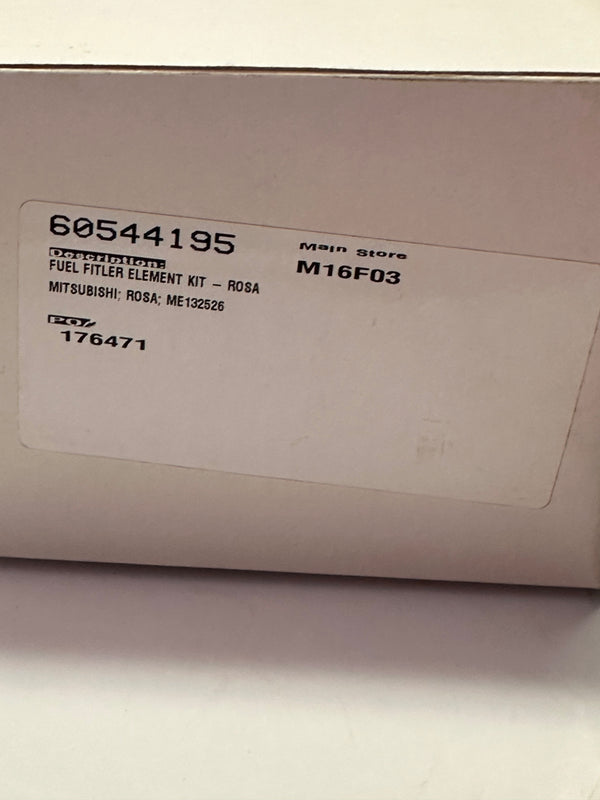 60544195
Description:
FUEL FITLER ELEMENT KIT – ROSA
MITSUBISHI; ROSA; ME132526
PO/
176471
Main Store
M16F03